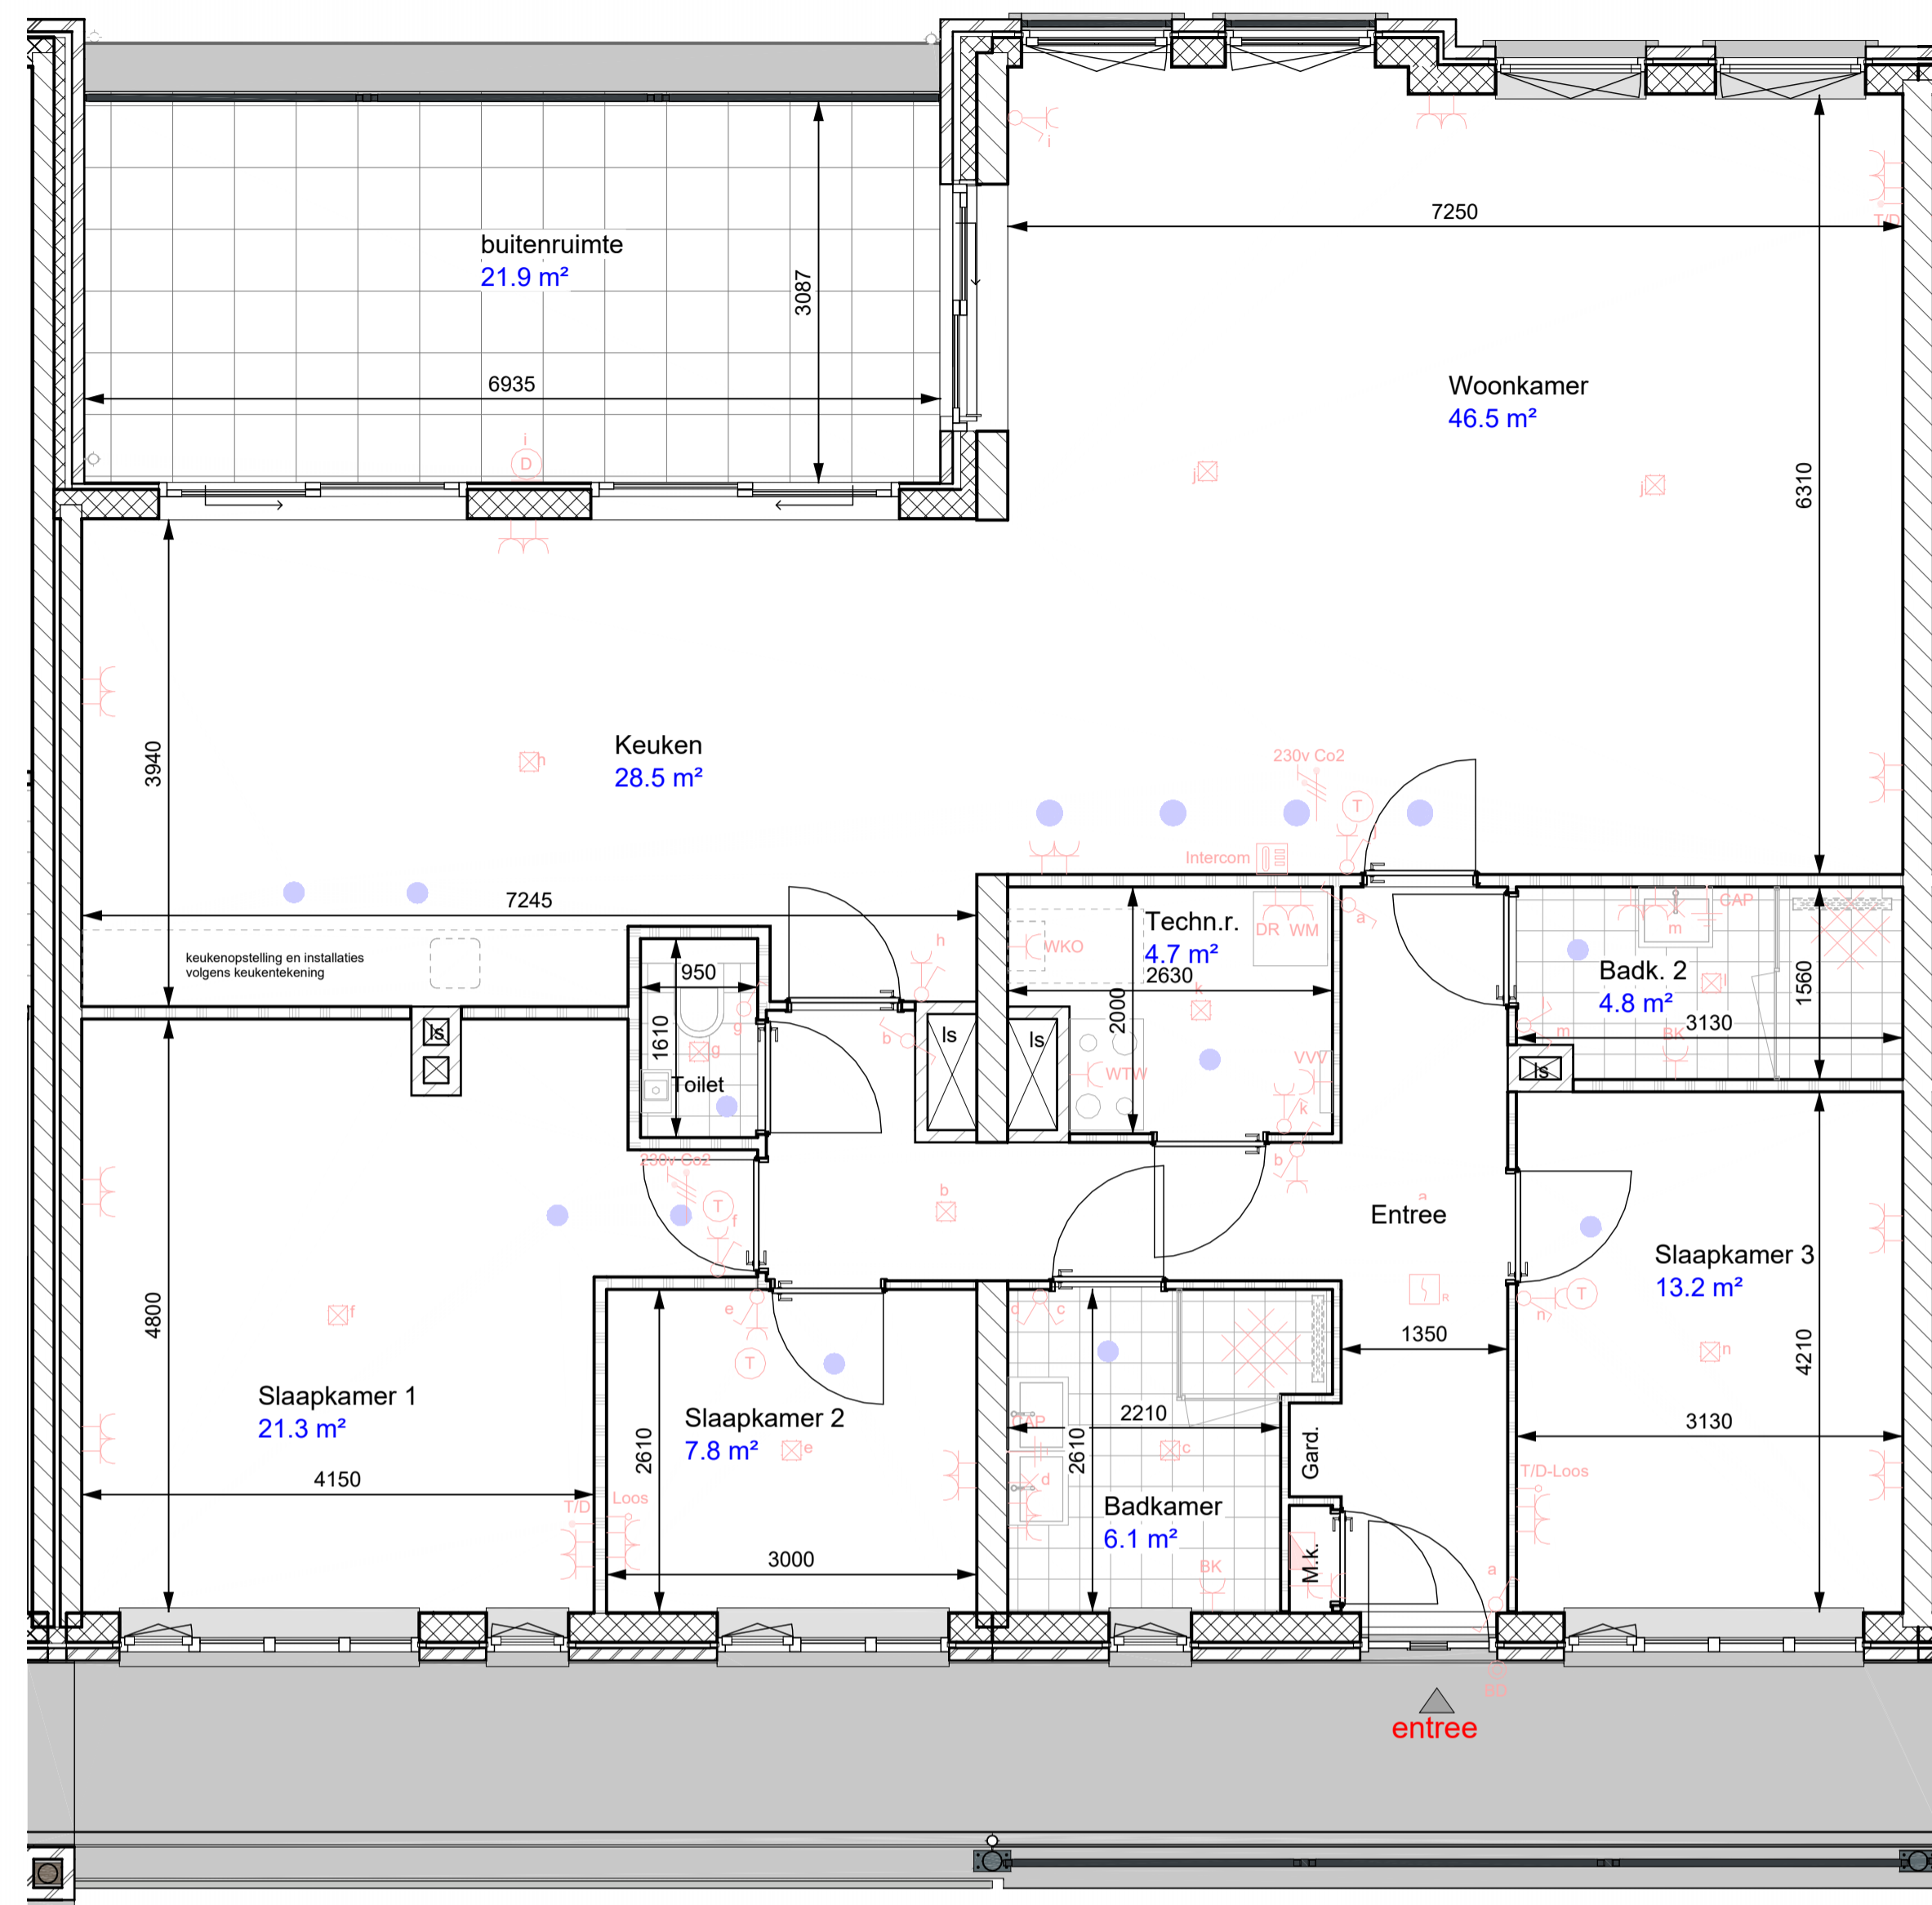 i
7250
T/D
buitenruimte
21.9 m²
3087
6935
i
D
Woonkamer
46.5 m²
j
j
6310
Keuken
28.5 m²
h
3940
230v Co2
T
j
Intercom
7245
keukenopstelling en installaties
volgens keukentekening
h
950
1610
g
g
Toilet
b
ls
ls
ls
Techn.r.
4.7 m²
2630
2000
WKO
DR WM
a
k
WTW
VVV
k
b
CAP
m
Badk. 2
4.8 m²
l
1560
3130
m
BK
ls
230v Co2
T
f
b
a
Entree
R
1350
Slaapkamer 3
13.2 m²
T
n
n
4210
3130
T/D-Loos
4800
f
Slaapkamer 1
21.3 m²
4150
T/D
Loos
e
T
Slaapkamer 2
7.8 m²
e
2610
3000
d
c
2210
CAP
2610
c
d
Badkamer
6.1 m²
BK
Gard.
M.k.
a
BD
entree